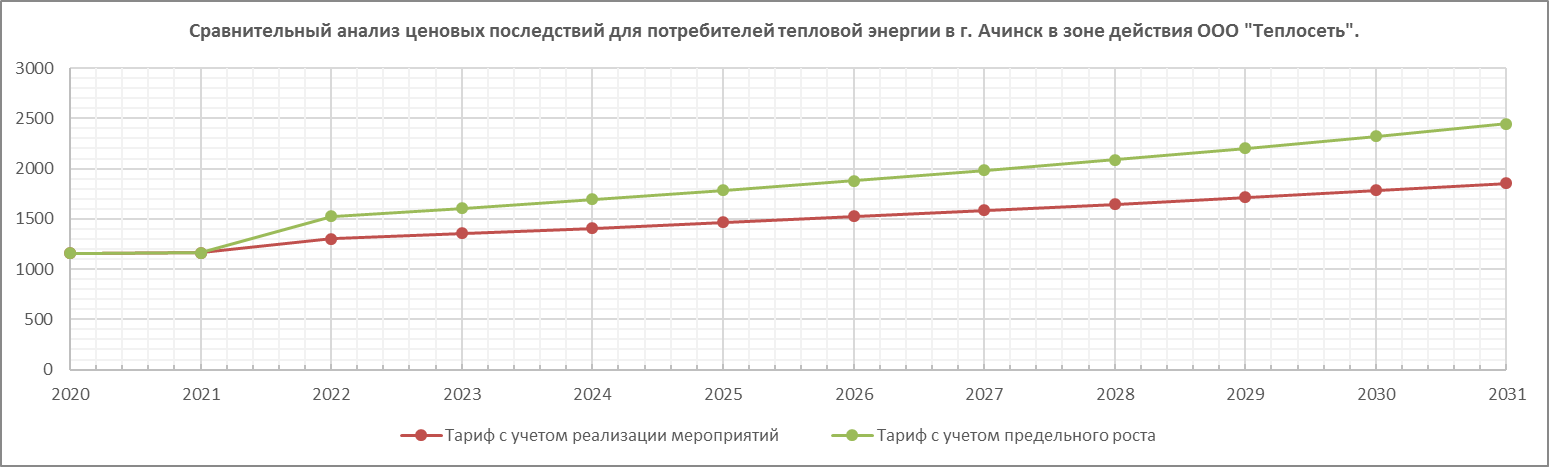 Сравнительный анализ ценовых последствий для потребителей тепловой энергии в г. Ачинск в зоне действия ООО "Теплосеть".
3000
2500
2000
1500
1000
500
0
2020 2021 2022 2023 2024 2025 2026 2027 2028 2029 2030 2031
Тариф с учетом реализации мероприятий Тариф с учетом предельного роста